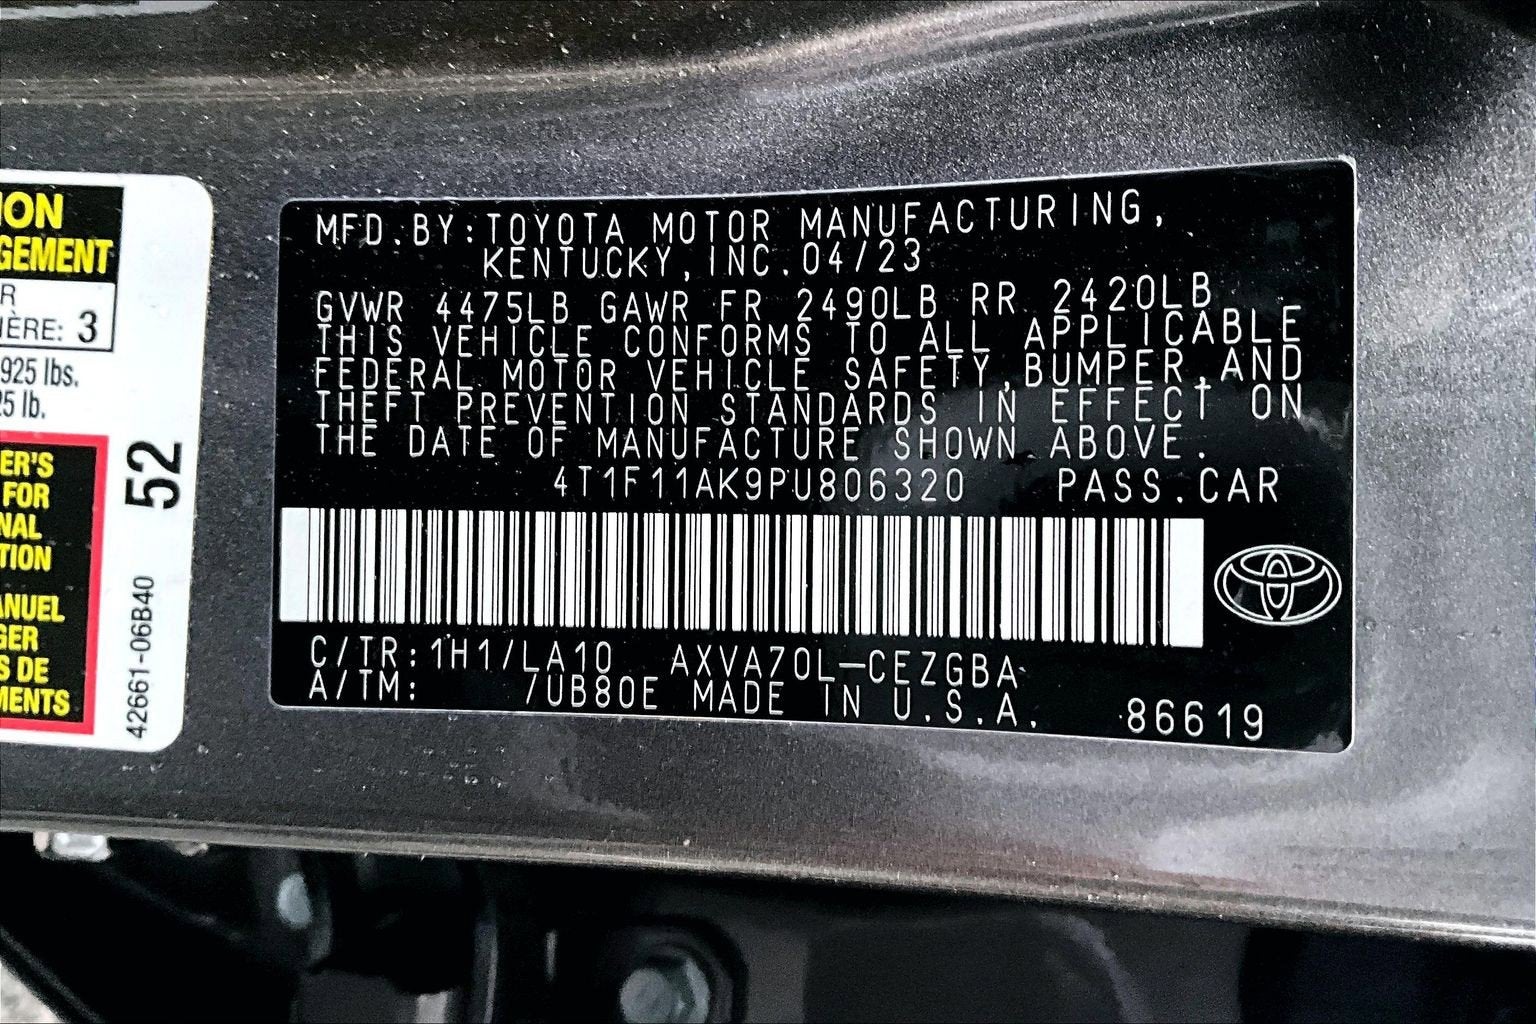 ION
GEMENT
R
IÈRE: 3
925 lbs.
25 lb.
ER'S
FOR
NAL
TION
ANUEL
GER
S DE
MENTS
52
42661-06B40
MFD.BY:TOYOTA MOTOR MANUFACTURING,
KENTUCKY,INC.04/23
GVWR 4475LB GAWR FR 2490LB RR 2420LB
THIS VEHICLE CONFORMS TO ALL APPLICABLE
FEDERAL MOTOR VEHICLE SAFETY,BUMPER,AND
THEFT PREVENTION STANDARDS IN EFFECT ON
THE DATE OF MANUFACTURE SHOWN ABOVE.
4T1F11AK9PU806320 PASS.CAR
C/TR:1H1/LA10 AXVA70L-CEZGBA
A/TM: 7UB80E MADE IN U.S.A. 86619